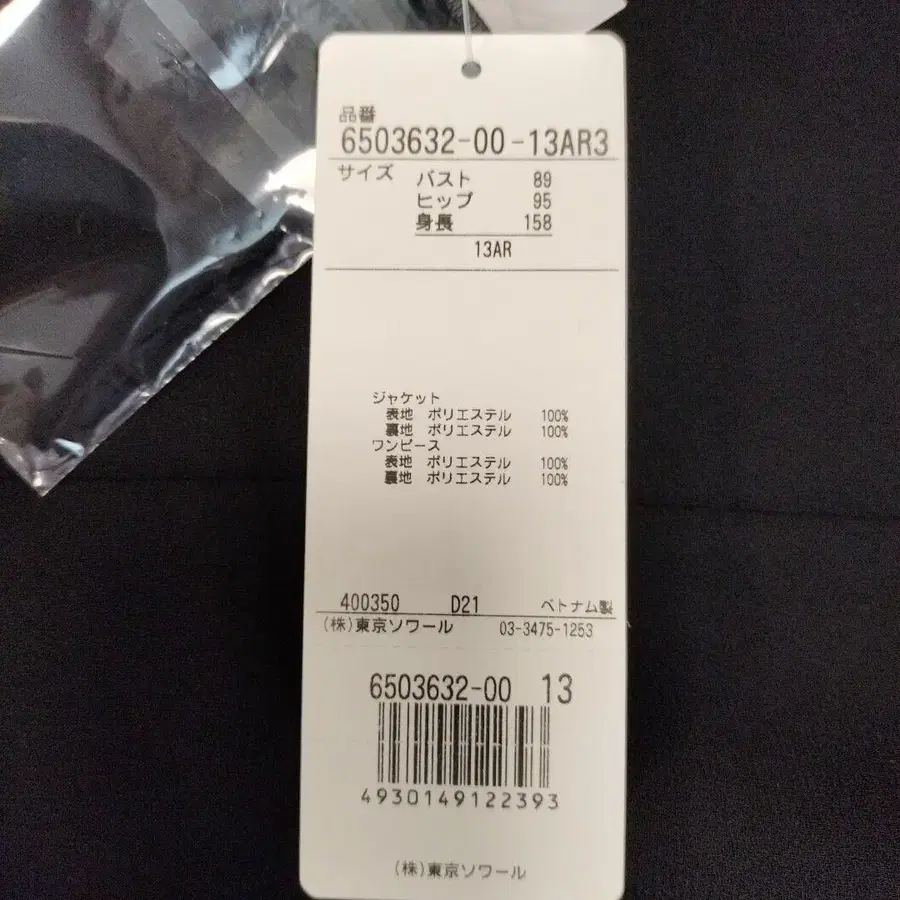 品番
6503632-00-13AR3
サイズ バスト 89
ヒップ 95
身長 158
13AR
ジャケット
表地 ポリエステル 100%
裏地 ポリエステル 100%
ワンピース
表地 ポリエステル 100%
裏地 ポリエステル 100%
400350 D21 ベトナム製
(株)東京ソワール 03-3475-1253
6503632-00 13
4930149122393
(株)東京ソワール